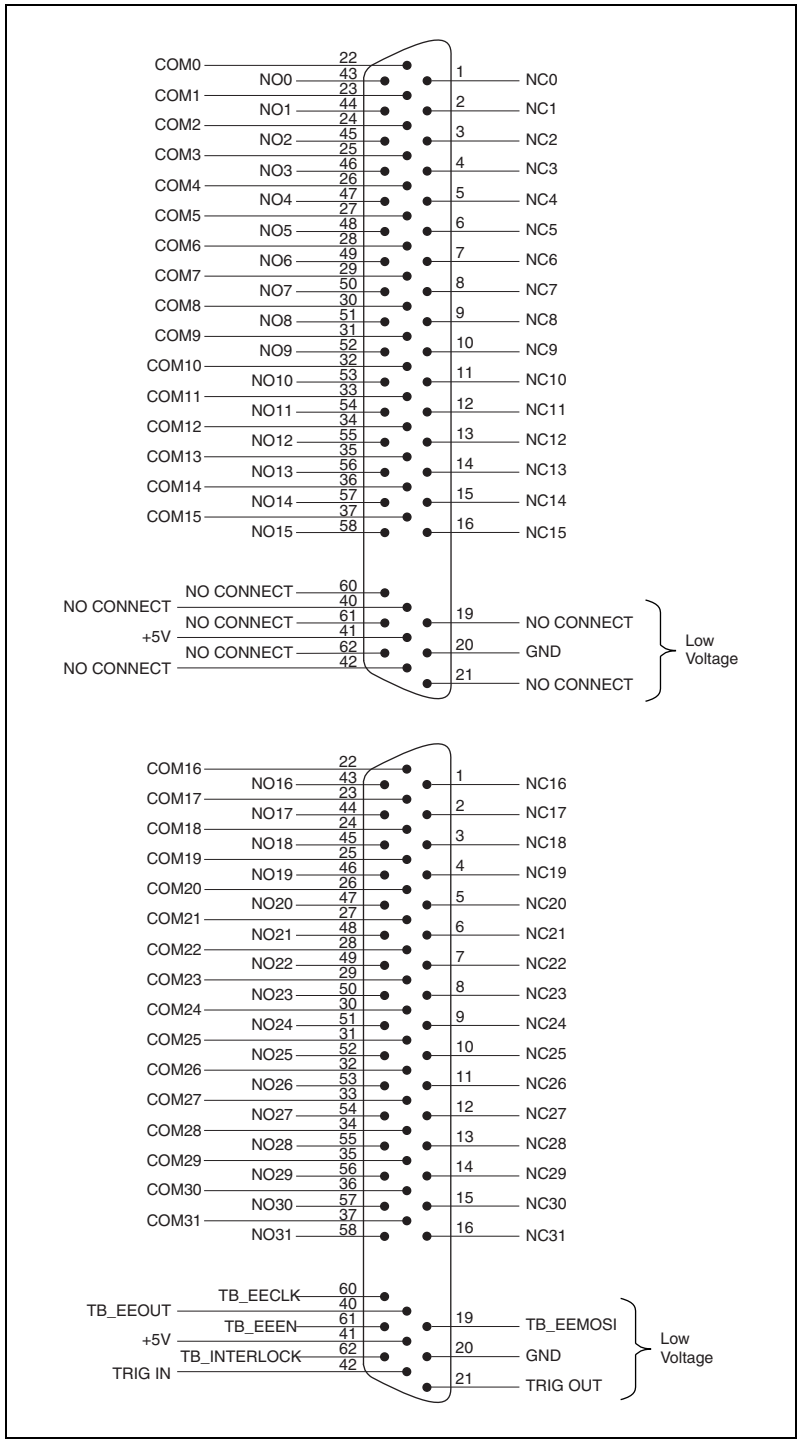 COM0 22
NO0 43 1 NC0
COM1 23
NO1 44 2 NC1
COM2 24
NO2 45 3 NC2
COM3 25
NO3 46 4 NC3
COM4 26
NO4 47 5 NC4
COM5 27
NO5 48 6 NC5
COM6 28
NO6 49 7 NC6
COM7 29
NO7 50 8 NC7
COM8 30
NO8 51 9 NC8
COM9 31
NO9 52 10 NC9
COM10 32
NO10 53 11 NC10
COM11 33
NO11 54 12 NC11
COM12 34
NO12 55 13 NC12
COM13 35
NO13 56 14 NC13
COM14 36
NO14 57 15 NC14
COM15 37
NO15 58 16 NC15
NO CONNECT 60
NO CONNECT 40
NO CONNECT 61 19 NO CONNECT
+5V 41
NO CONNECT 62 20 GND
NO CONNECT 42
21 NO CONNECT
Low
Voltage
COM16 22
NO16 43 1 NC16
COM17 23
NO17 44 2 NC17
COM18 24
NO18 45 3 NC18
COM19 25
NO19 46 4 NC19
COM20 26
NO20 47 5 NC20
COM21 27
NO21 48 6 NC21
COM22 28
NO22 49 7 NC22
COM23 29
NO23 50 8 NC23
COM24 30
NO24 51 9 NC24
COM25 31
NO25 52 10 NC25
COM26 32
NO26 53 11 NC26
COM27 33
NO27 54 12 NC27
COM28 34
NO28 55 13 NC28
COM29 35
NO29 56 14 NC29
COM30 36
NO30 57 15 NC30
COM31 37
NO31 58 16 NC31
TB_EECLK 60
TB_EEOUT 40
TB_EEEN 61 19 TB_EEMOSI
+5V 41
TB_INTERLOCK 62 20 GND
TRIG IN 42
21 TRIG OUT
Low
Voltage